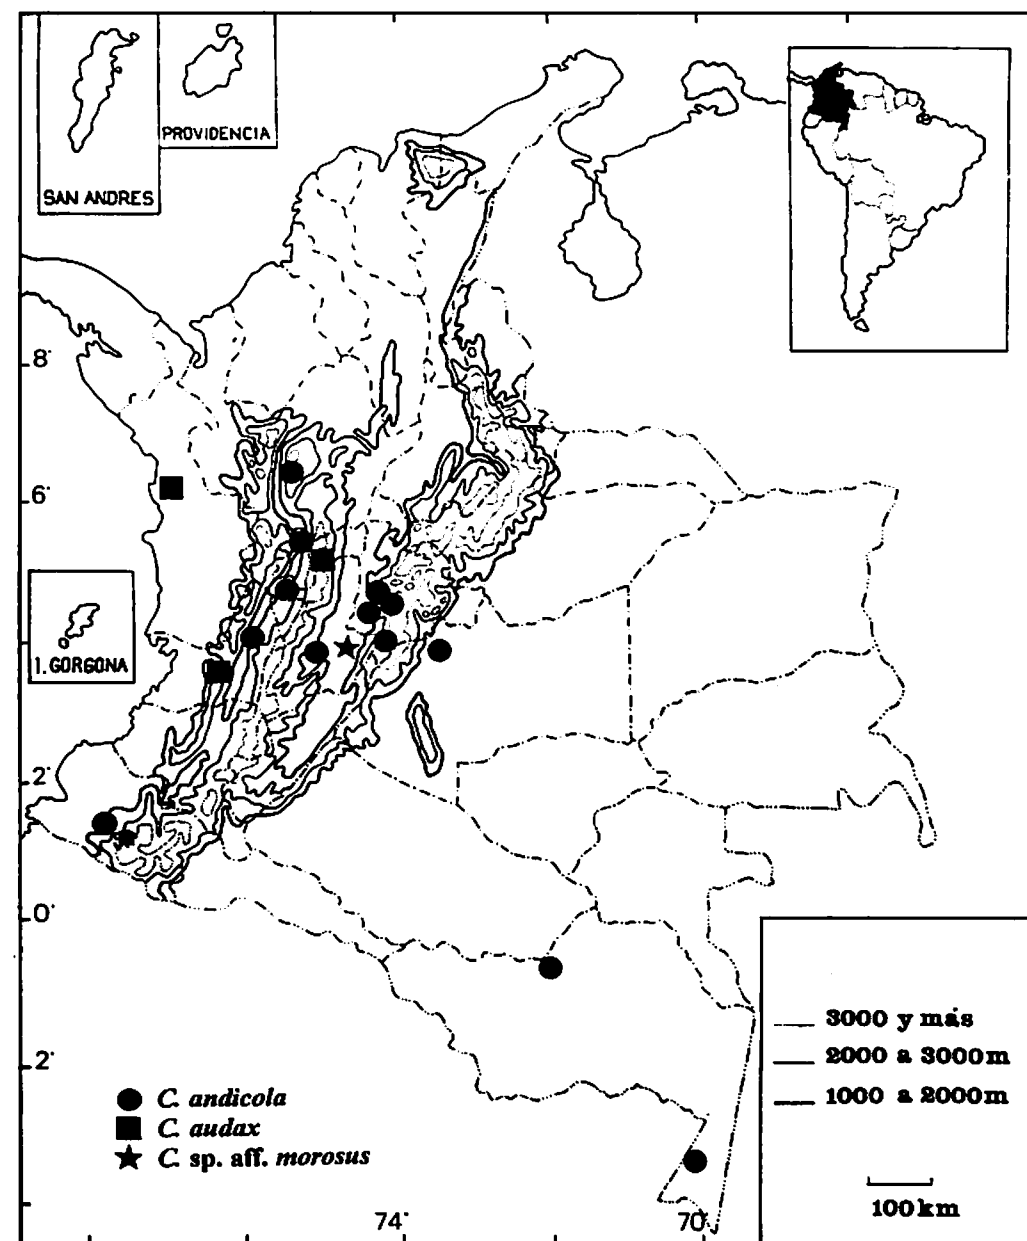 PROVIDENCIA
SAN ANDRES
8°
6°
I. GORGONA
2°
0°
2°
3000 y más
2000 a 3000m
1000 a 2000m
C. andicola
C. audax
C. sp. aff. morosus
100km
74°
70°